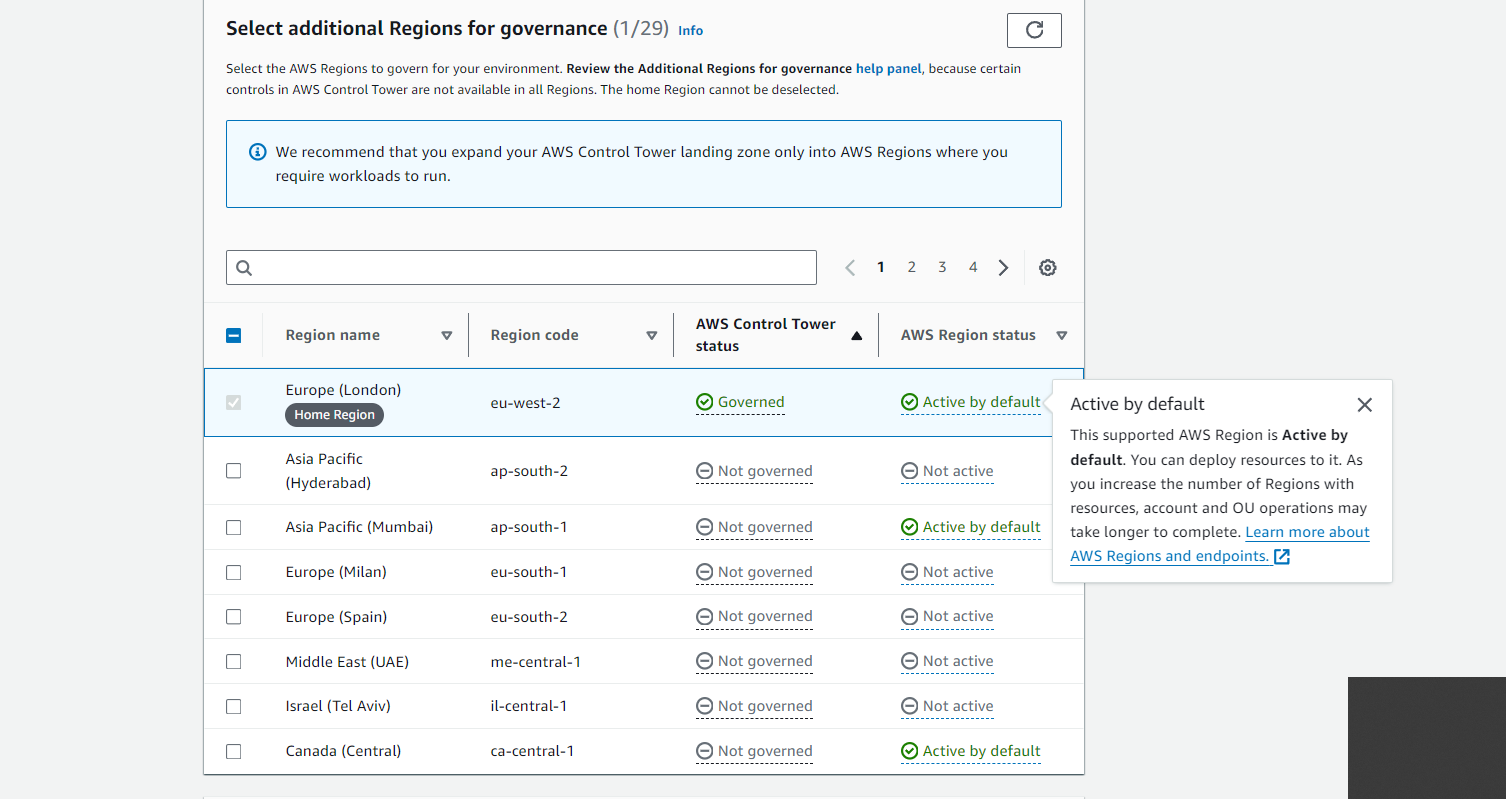 Select additional Regions for governance (1/29) Info
Select the AWS Regions to govern for your environment. Review the Additional Regions for governance help panel, because certain
controls in AWS Control Tower are not available in all Regions. The home Region cannot be deselected.
We recommend that you expand your AWS Control Tower landing zone only into AWS Regions where you
require workloads to run.
1 2 3 4
Region name Region code AWS Control Tower
status AWS Region status
Europe (London)
Home Region eu-west-2 Governed Active by default
Asia Pacific
(Hyderabad) ap-south-2 Not governed Not active
Asia Pacific (Mumbai) ap-south-1 Not governed Active by default
Europe (Milan) eu-south-1 Not governed Not active
Europe (Spain) eu-south-2 Not governed Not active
Middle East (UAE) me-central-1 Not governed Not active
Israel (Tel Aviv) il-central-1 Not governed Not active
Canada (Central) ca-central-1 Not governed Active by default
Active by default
This supported AWS Region is Active by
default. You can deploy resources to it. As
you increase the number of Regions with
resources, account and OU operations may
take longer to complete. Learn more about
AWS Regions and endpoints.